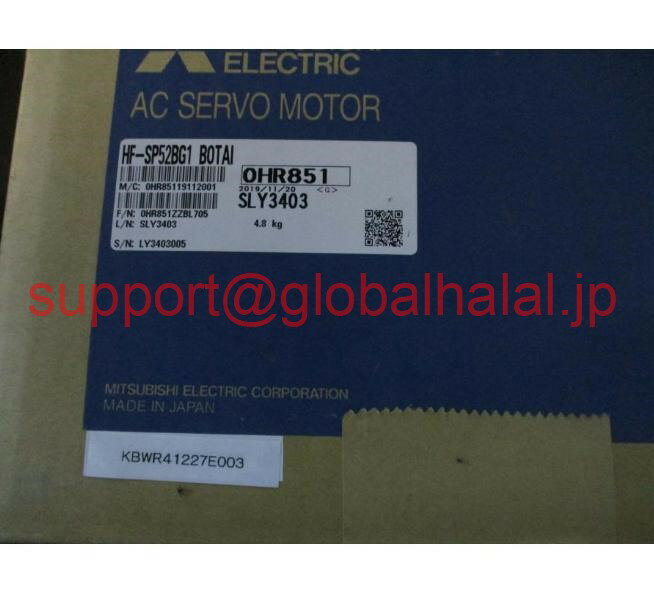 ELECTRIC
AC SERVO MOTOR
HF-SP52BG1 BOTAI
0HR851
M/C: 0HR85119112001
2019/11/20 <G>
SLY3403
F/N: 0HR851ZZBL705
L/N: SLY3403
4.8 kg
S/N: LY3403005
support@globalhalal.jp
MITSUBISHI ELECTRIC CORPORATION
MADE IN JAPAN
KBWR41227E003